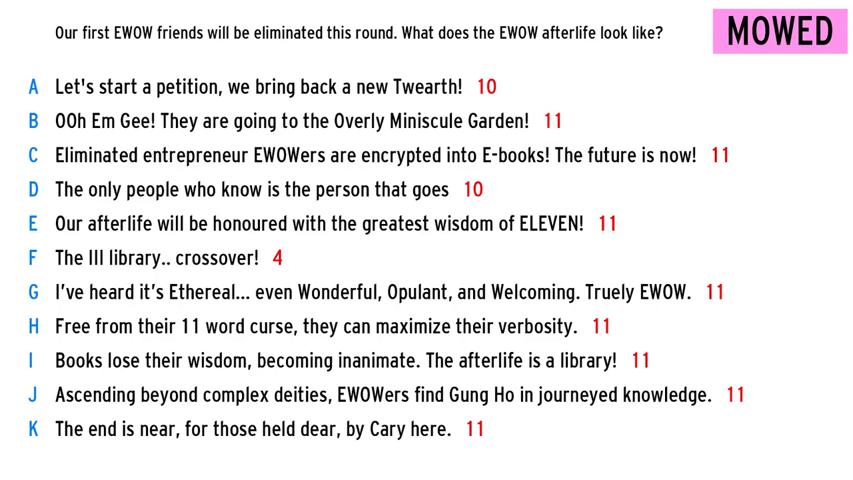 Our first EWOW friends will be eliminated this round. What does the EWOW afterlife look like?
MOWED
A Let's start a petition, we bring back a new Twearth! 10
B OOh Em Gee! They are going to the Overly Miniscule Garden! 11
C Eliminated entrepreneur EWOWers are encrypted into E-books! The future is now! 11
D The only people who know is the person that goes 10
E Our afterlife will be honoured with the greatest wisdom of ELEVEN! 11
F The III library.. crossover! 4
G I've heard it's Ethereal... even Wonderful, Opulant, and Welcoming. Truely EWOW. 11
H Free from their 11 word curse, they can maximize their verbosity. 11
I Books lose their wisdom, becoming inanimate. The afterlife is a library! 11
J Ascending beyond complex deities, EWOWers find Gung Ho in journeyed knowledge. 11
K The end is near, for those held dear, by Cary here. 11